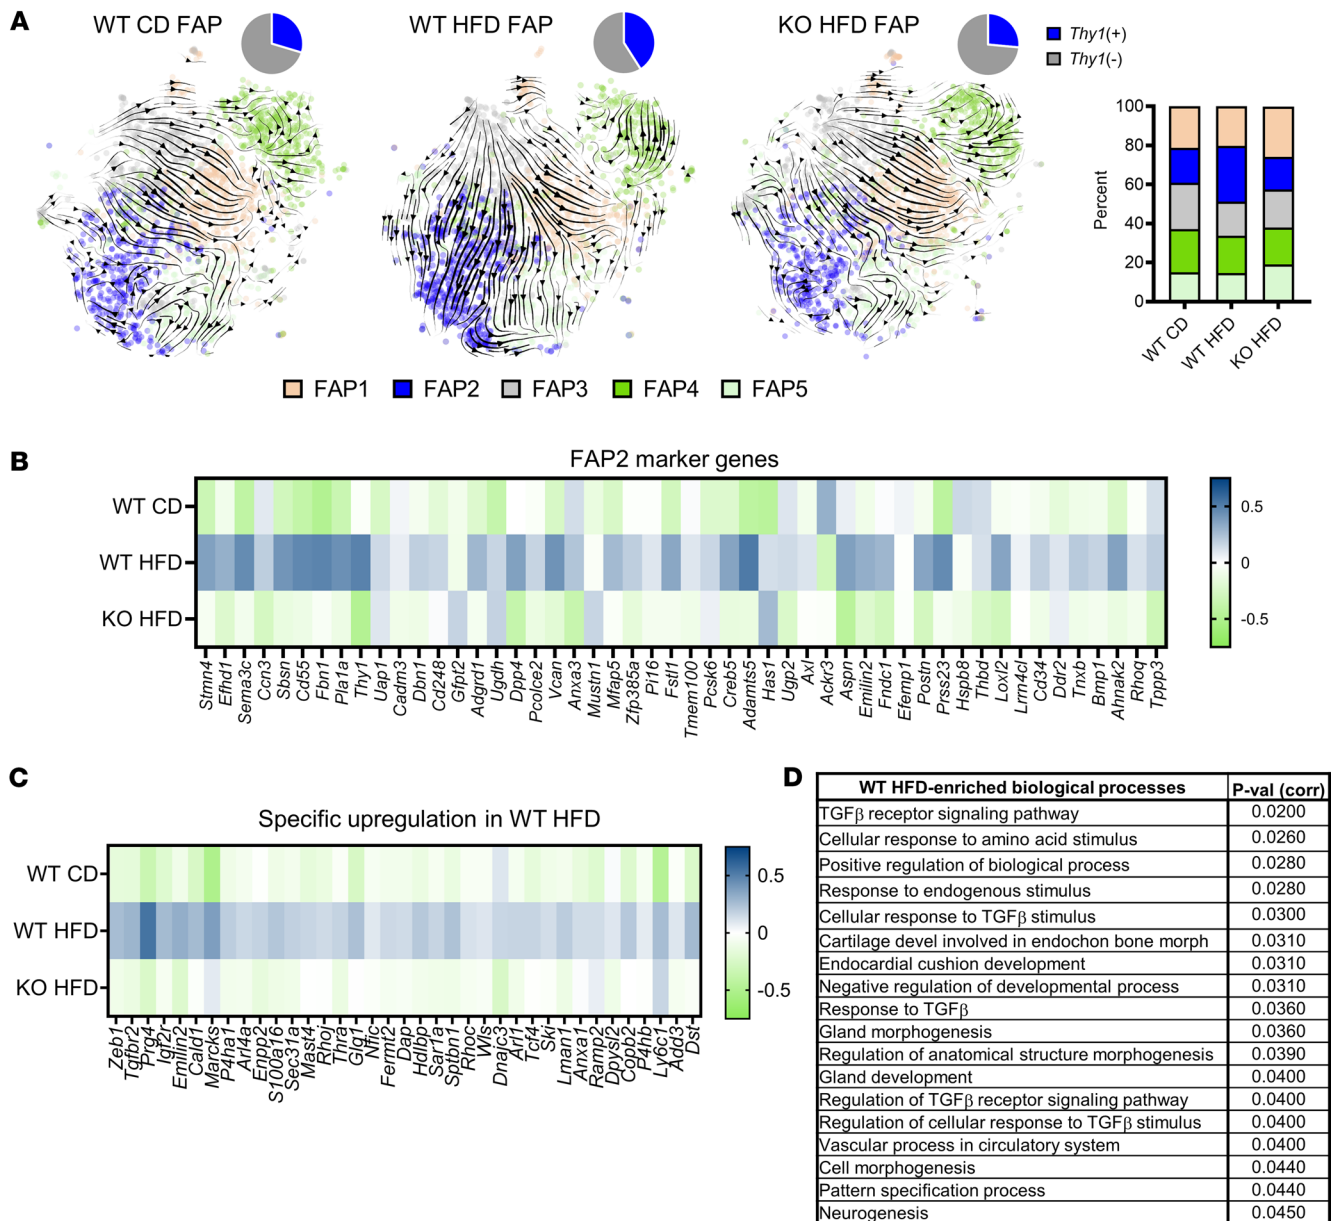 A
WT CD FAP
WT HFD FAP
KO HFD FAP
Thy1(+)
Thy1(-)
100
80
60
40
20
0
Percent
WT CD
WT HFD
KO HFD
FAP1
FAP2
FAP3
FAP4
FAP5
B
FAP2 marker genes
WT CD
WT HFD
KO HFD
0.5
0
-0.5
Stmn4
Efhd1
Sema3c
Ccn3
Sbsn
Cd55
Fbn1
Pla1a
Thy1
Uap1
Cadm3
Dbn1
Cd248
Gfpt2
Adgrd1
Ugdh
Dpp4
Pcolce2
Vcan
Anxa3
Mustn1
Mfap5
Zfp385a
Pi16
Fstl1
Tmem100
Pcsk6
Creb5
Adamts5
Has1
Ugp2
Axl
Ackr3
Aspn
Emilin2
Fndc1
Efemp1
Postn
Prss23
Hspb8
Thbd
Loxl2
Lrrn4cl
Cd34
Ddr2
Tnxb
Bmp1
Ahnak2
Rhoq
Tppp3
C
Specific upregulation in WT HFD
WT CD
WT HFD
KO HFD
0.5
0
-0.5
Zeb1
Tgfbr2
Prg4
Igf2r
Emilin2
Cald1
Marcks
P4ha1
Arl4a
Enpp2
S100a16
Sec31a
Mast4
Rhoj
Thra
Glg1
Nfic
Fermt2
Dap
Hdlbp
Sar1a
Sptbn1
Rhoc
Wls
Dnajc3
Arl1
Tcf4
Ski
Lman1
Anxa1
Ramp2
Dpysl2
Copb2
P4hb
Ly6c1
Add3
Dst
D
WT HFD-enriched biological processes P-val (corr)
TGFβ receptor signaling pathway 0.0200
Cellular response to amino acid stimulus 0.0260
Positive regulation of biological process 0.0280
Response to endogenous stimulus 0.0280
Cellular response to TGFβ stimulus 0.0300
Cartilage devel involved in endochon bone morph 0.0310
Endocardial cushion development 0.0310
Negative regulation of developmental process 0.0310
Response to TGFβ 0.0360
Gland morphogenesis 0.0360
Regulation of anatomical structure morphogenesis 0.0390
Gland development 0.0400
Regulation of TGFβ receptor signaling pathway 0.0400
Regulation of cellular response to TGFβ stimulus 0.0400
Vascular process in circulatory system 0.0400
Cell morphogenesis 0.0440
Pattern specification process 0.0440
Neurogenesis 0.0450